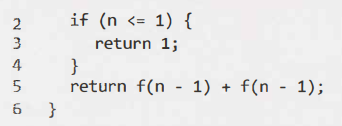 2 if (n <= 1) {
3 return 1;
4 }
5 return f(n - 1) + f(n - 1);
6 }